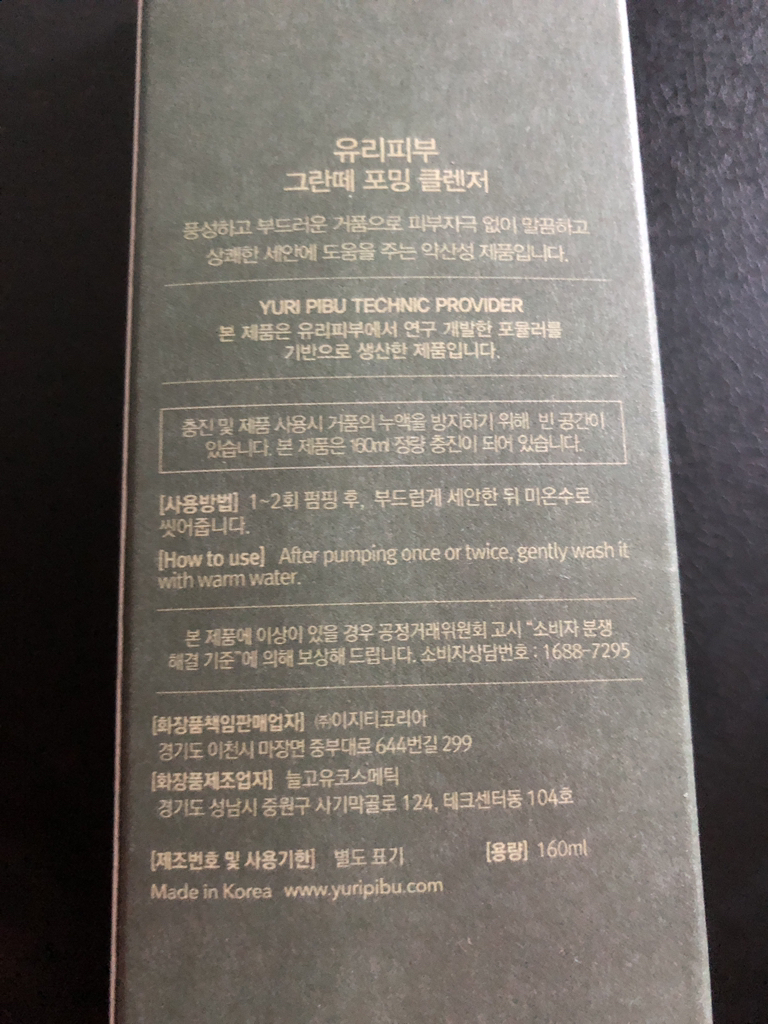 유리피부
그란떼 포밍 클렌저
풍성하고 부드러운 거품으로 피부자극 없이 말끔하고
상쾌한 세안에 도움을 주는 약산성 제품입니다.
YURI PIBU TECHNIC PROVIDER
본 제품은 유리피부에서 연구 개발한 포뮬러를
기반으로 생산한 제품입니다.
충진 및 제품 사용시 거품의 누액을 방지하기 위해 빈 공간이
있습니다. 본 제품은 160ml 정량 충진이 되어 있습니다.
[사용방법] 1~2회 펌핑 후, 부드럽게 세안한 뒤 미온수로
씻어줍니다.
[How to use] After pumping once or twice, gently wash it
with warm water.
본 제품에 이상이 있을 경우 공정거래위원회 고시 "소비자 분쟁
해결 기준"에 의해 보상해 드립니다. 소비자상담번호 : 1688-7295
[화장품책임판매업자] ㈜이지티코리아
경기도 이천시 마장면 중부대로 644번길 299
[화장품제조업자] 늘고유코스메틱
경기도 성남시 중원구 사기막골로 124, 테크센터동 104호
[제조번호 및 사용기한] 별도 표기 [용량] 160ml
Made in Korea www.yuripibu.com